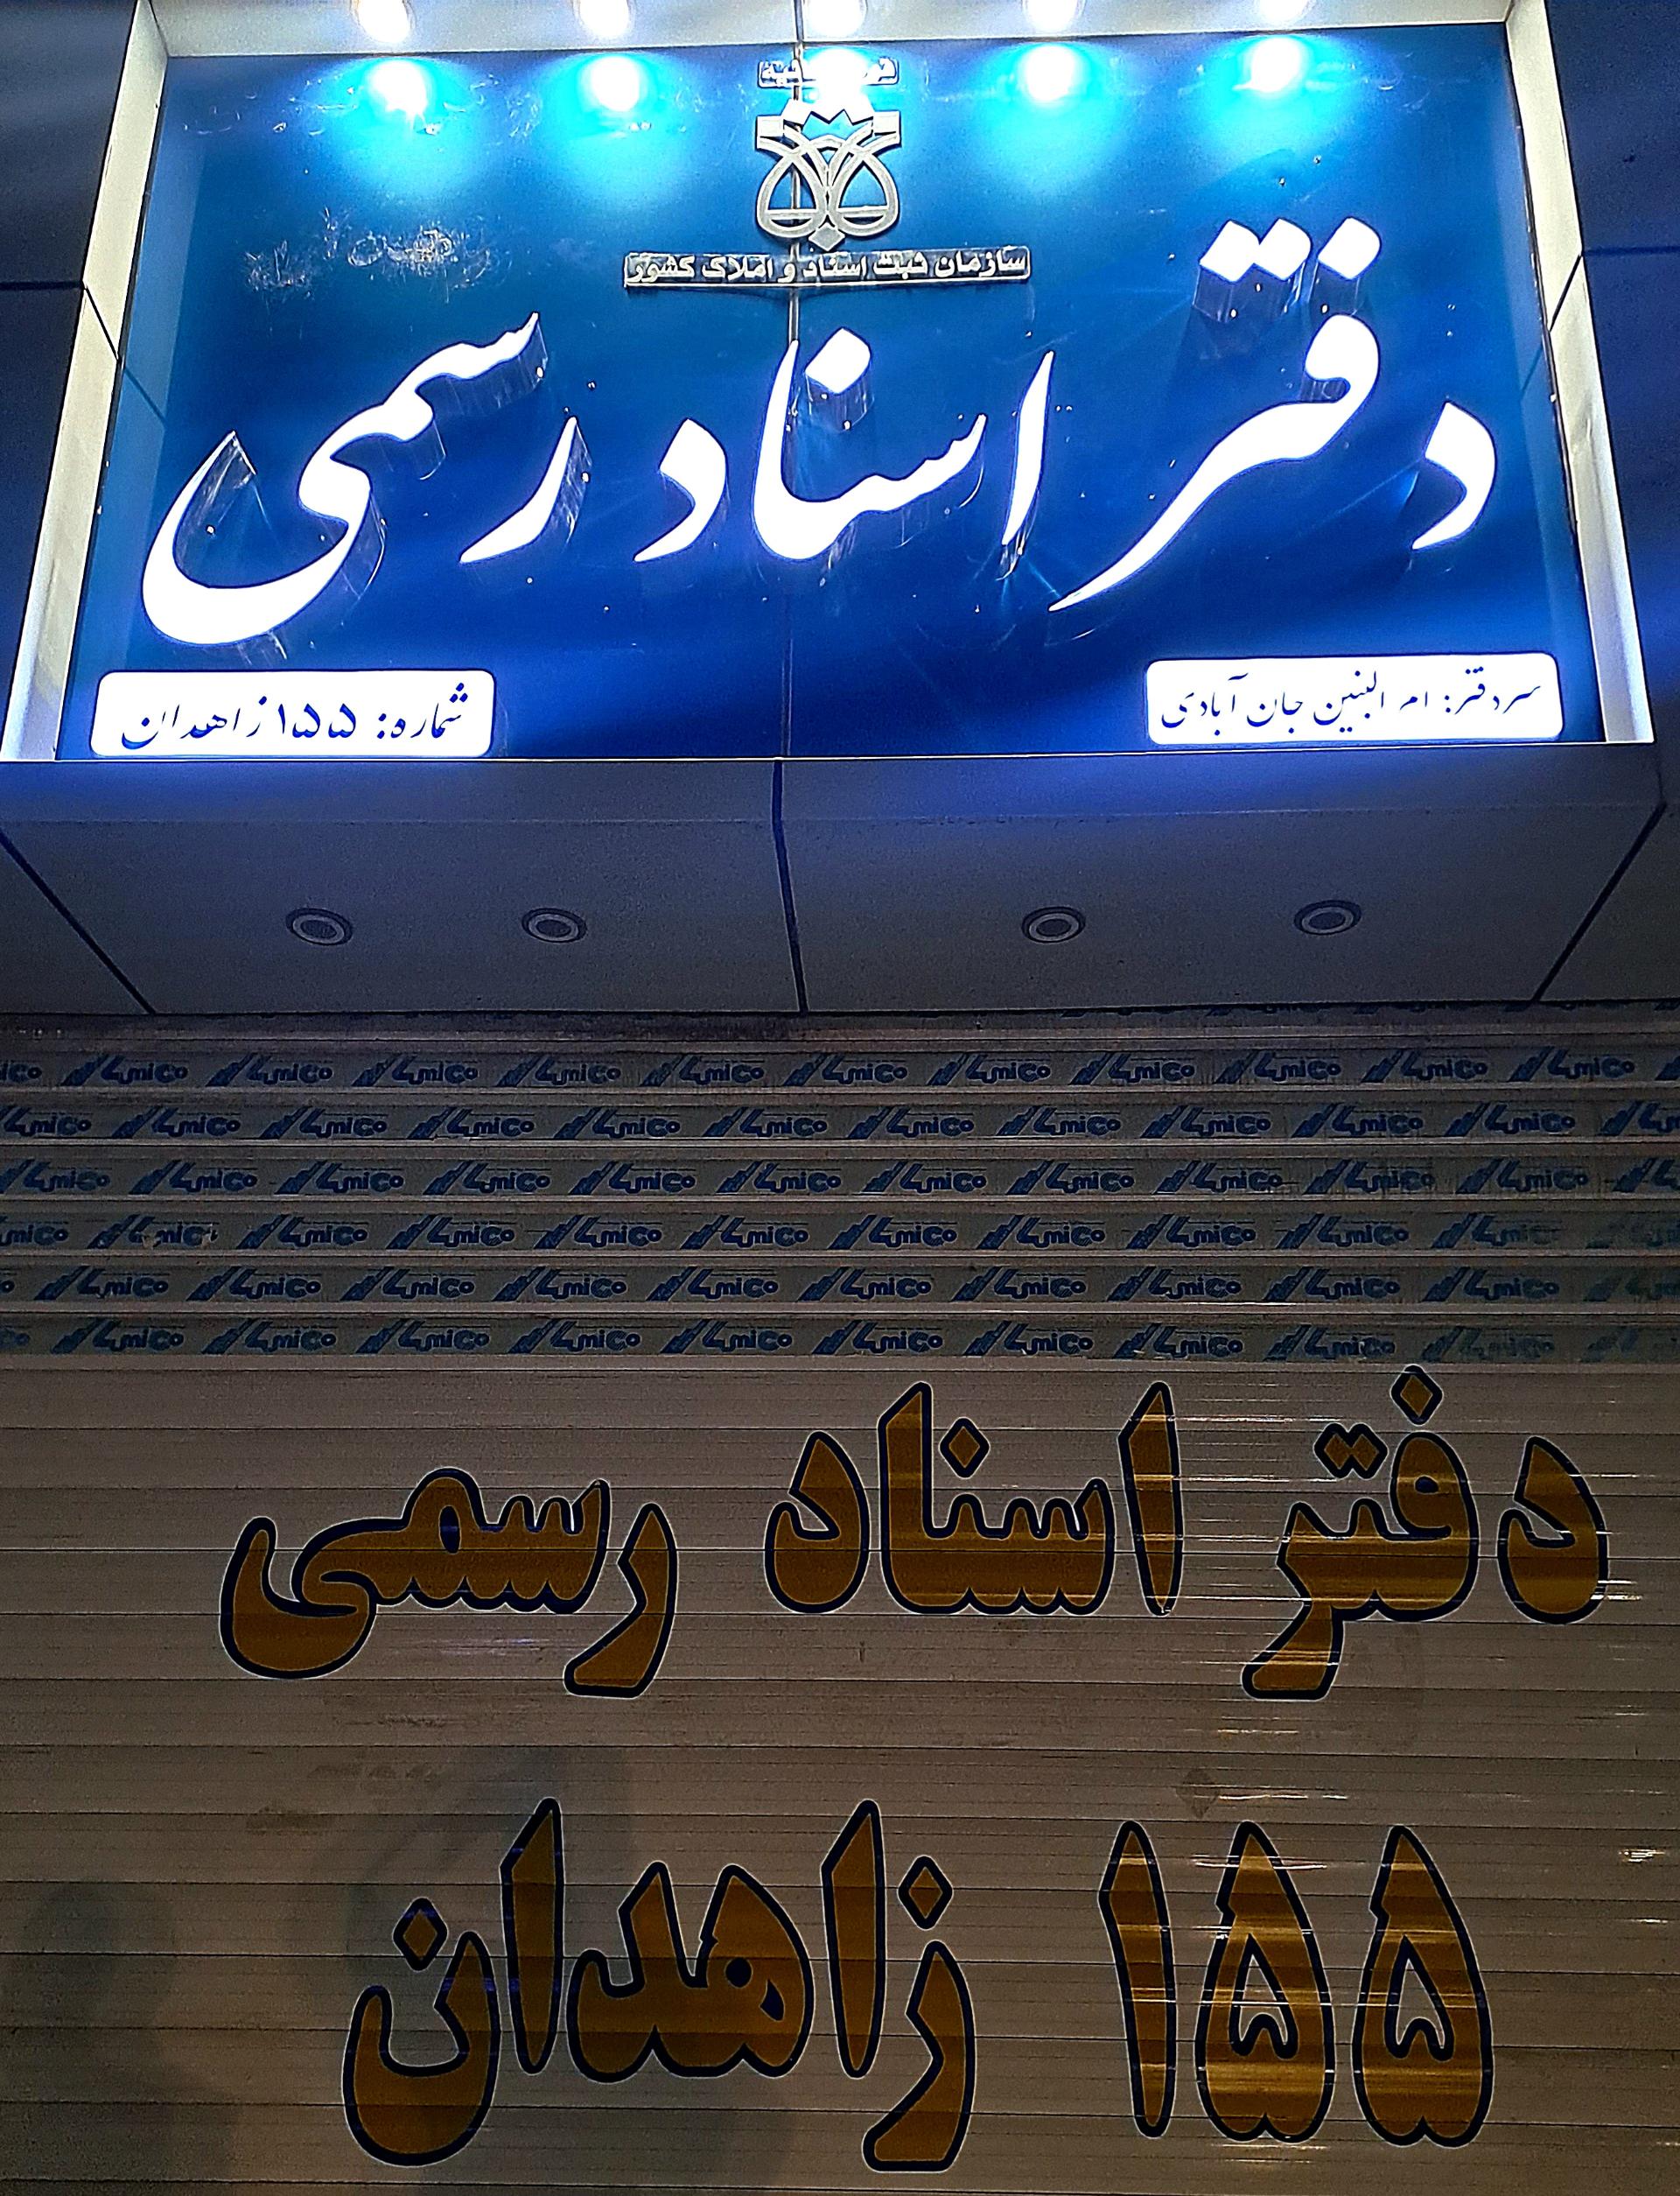 سازمان ثبت اسناد و املاک کشور
دفتر اسناد رسمی
سردفتر: ام البنین جان آبادی
شماره: ۱۵۵ زاهدان
دفتر اسناد رسمی
۱۵۵ زاهدان